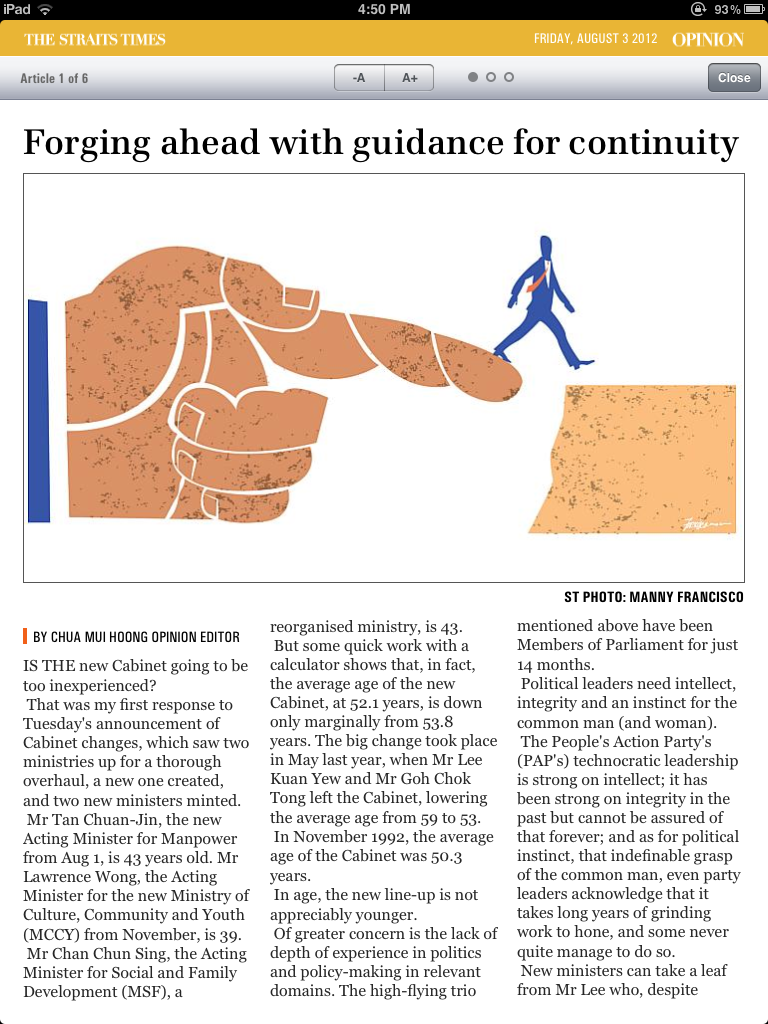 iPad
4:50 PM
93%
THE STRAITS TIMES
FRIDAY, AUGUST 3 2012
OPINION
Article 1 of 6
-A
A+
Close
Forging ahead with guidance for continuity
ST PHOTO: MANNY FRANCISCO
BY CHUA MUI HOONG OPINION EDITOR
IS THE new Cabinet going to be
too inexperienced?
That was my first response to
Tuesday's announcement of
Cabinet changes, which saw two
ministries up for a thorough
overhaul, a new one created,
and two new ministers minted.
Mr Tan Chuan-Jin, the new
Acting Minister for Manpower
from Aug 1, is 43 years old. Mr
Lawrence Wong, the Acting
Minister for the new Ministry of
Culture, Community and Youth
(MCCY) from November, is 39.
Mr Chan Chun Sing, the Acting
Minister for Social and Family
Development (MSF), a
reorganised ministry, is 43.
But some quick work with a
calculator shows that, in fact,
the average age of the new
Cabinet, at 52.1 years, is down
only marginally from 53.8
years. The big change took place
in May last year, when Mr Lee
Kuan Yew and Mr Goh Chok
Tong left the Cabinet, lowering
the average age from 59 to 53.
In November 1992, the average
age of the Cabinet was 50.3
years.
In age, the new line-up is not
appreciably younger.
Of greater concern is the lack of
depth of experience in politics
and policy-making in relevant
domains. The high-flying trio
mentioned above have been
Members of Parliament for just
14 months.
Political leaders need intellect,
integrity and an instinct for the
common man (and woman).
The People's Action Party's
(PAP's) technocratic leadership
is strong on intellect; it has
been strong on integrity in the
past but cannot be assured of
that forever; and as for political
instinct, that indefinable grasp
of the common man, even party
leaders acknowledge that it
takes long years of grinding
work to hone, and some never
quite manage to do so.
New ministers can take a leaf
from Mr Lee who, despite